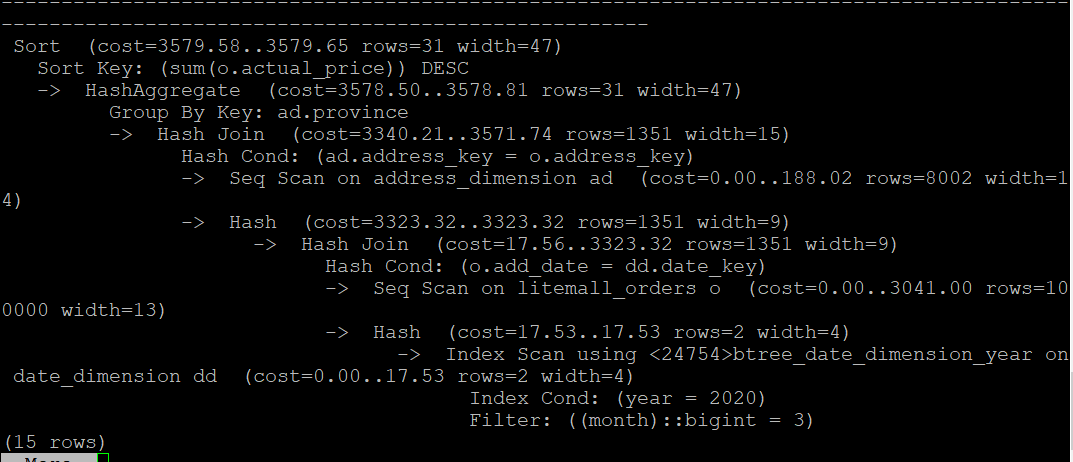 --------------------------------------------------------------------------------
------------------------------------------------------
 Sort  (cost=3579.58..3579.65 rows=31 width=47)
   Sort Key: (sum(o.actual_price)) DESC
   ->  HashAggregate  (cost=3578.50..3578.81 rows=31 width=47)
         Group By Key: ad.province
         ->  Hash Join  (cost=3340.21..3571.74 rows=1351 width=15)
               Hash Cond: (ad.address_key = o.address_key)
               ->  Seq Scan on address_dimension ad  (cost=0.00..188.02 rows=8002 width=1
4)
               ->  Hash  (cost=3323.32..3323.32 rows=1351 width=9)
                     ->  Hash Join  (cost=17.56..3323.32 rows=1351 width=9)
                           Hash Cond: (o.add_date = dd.date_key)
                           ->  Seq Scan on litemall_orders o  (cost=0.00..3041.00 rows=10
0000 width=13)
                           ->  Hash  (cost=17.53..17.53 rows=2 width=4)
                                 ->  Index Scan using <24754>btree_date_dimension_year on
 date_dimension dd  (cost=0.00..17.53 rows=2 width=4)
                                       Index Cond: (year = 2020)
                                       Filter: ((month)::bigint = 3)
(15 rows)